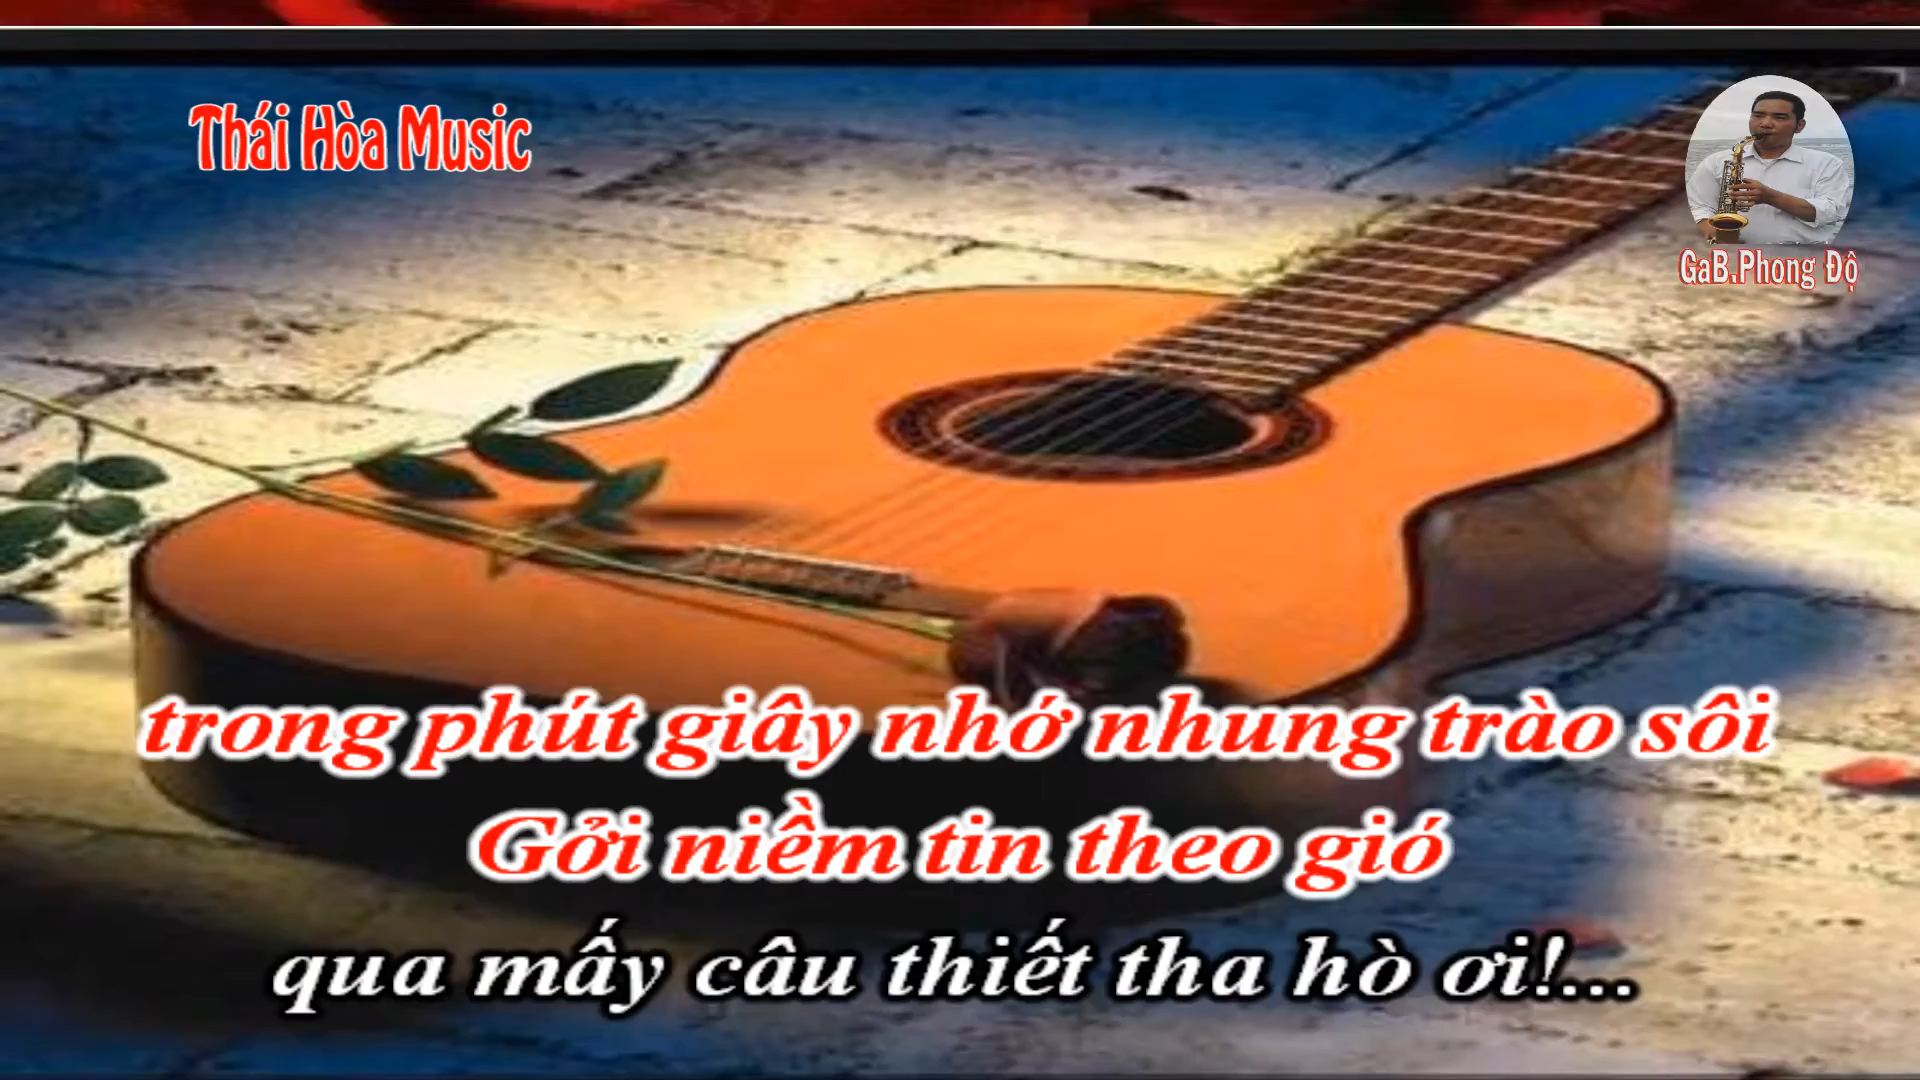 Thái Hòa Music
GaB.Phong Độ
trong phút giây nhớ nhung trào sôi
Gởi niềm tin theo gió
qua mấy câu thiết tha hò ơi!...